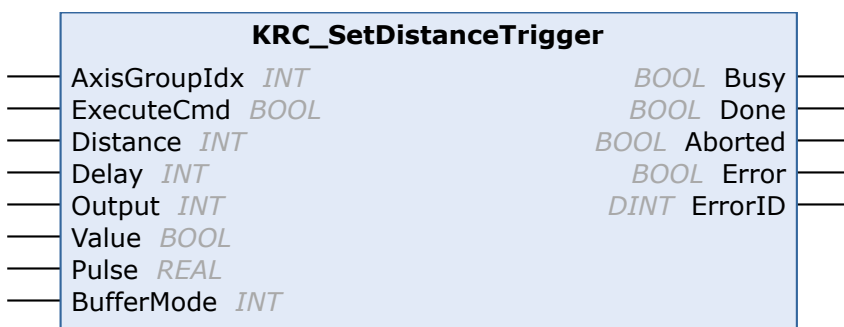 KRC_SetDistanceTrigger
AxisGroupIdx INT BOOL Busy
ExecuteCmd BOOL BOOL Done
Distance INT BOOL Aborted
Delay INT BOOL Error
Output INT DINT ErrorID
Value BOOL
Pulse REAL
BufferMode INT